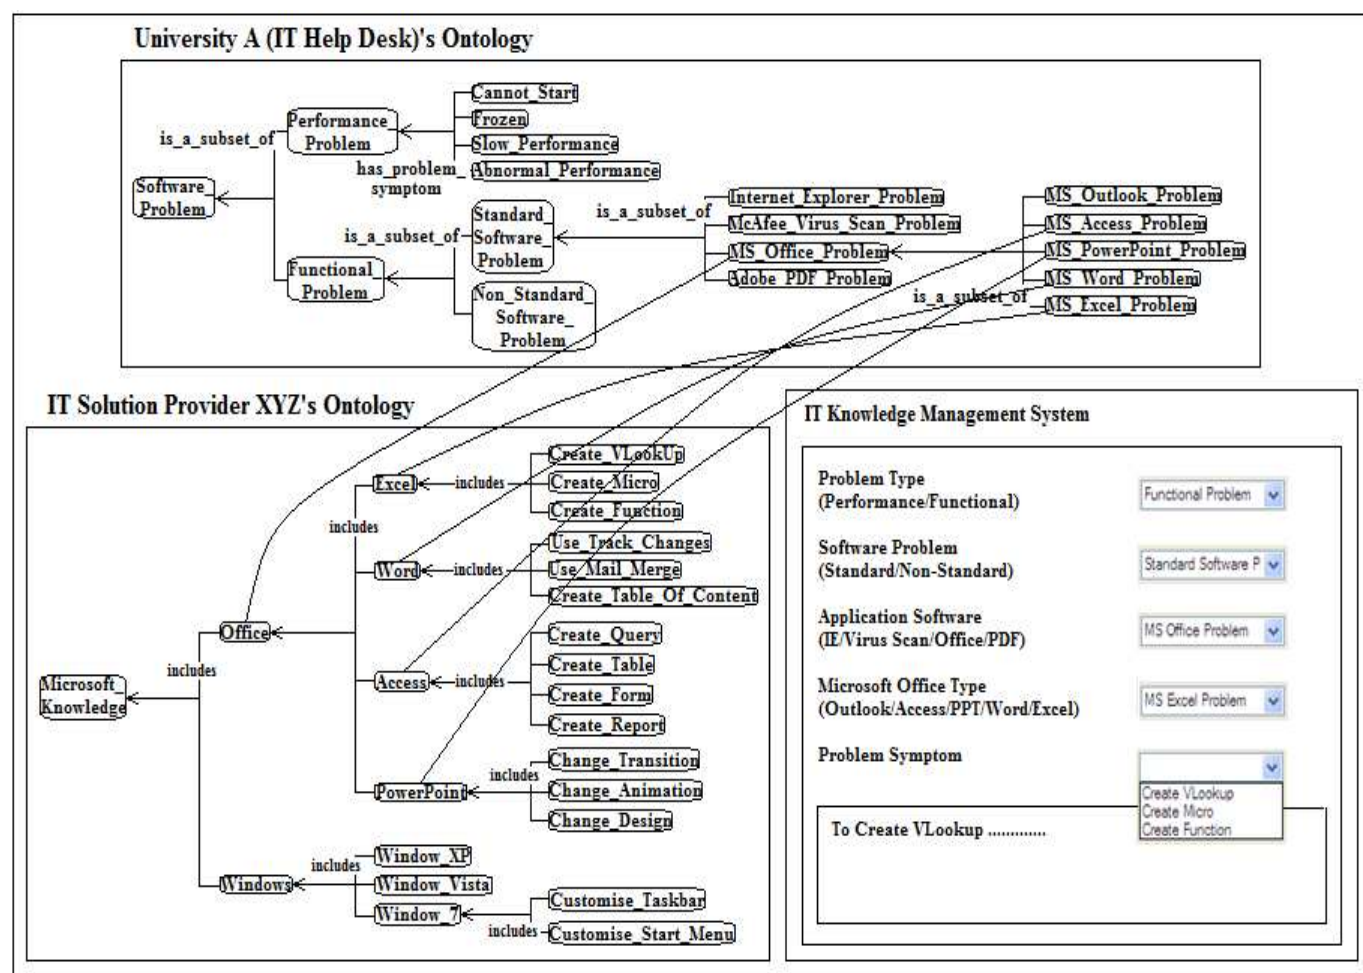 University A (IT Help Desk)'s Ontology
Cannot_Start
Performance_
Problem
Frozen
is_a_subset_of
Slow_Performance
has_problem_
symptom
Abnormal_Performance
Software_
Problem
Internet_Explorer_Problem
MS_Outlook_Problem
Standard_
Software_
Problem
is_a_subset_of
McAfee_Virus_Scan_Problem
MS_Access_Problem
is_a_subset_of
MS_Office_Problem
MS_PowerPoint_Problem
Functional_
Problem
Adobe_PDF_Problem
MS_Word_Problem
Non_Standard_
Software_
Problem
is_a_subset_of
MS_Excel_Problem
IT Solution Provider XYZ's Ontology
Create_VLookUp
Excel
includes
Create_Micro
Create_Function
includes
Use_Track_Changes
Word
includes
Use_Mail_Merge
Create_Table_Of_Content
Office
Create_Query
Create_Table
includes
Access
includes
Microsoft_
Knowledge
Create_Form
Create_Report
Change_Transition
includes
PowerPoint
Change_Animation
Change_Design
Window_XP
includes
Windows
Window_Vista
Customise_Taskbar
Window_7
includes
Customise_Start_Menu
IT Knowledge Management System
Problem Type
(Performance/Functional)
Functional Problem
Software Problem
(Standard/Non-Standard)
Standard Software P
Application Software
(IE/Virus Scan/Office/PDF)
MS Office Problem
Microsoft Office Type
(Outlook/Access/PPT/Word/Excel)
MS Excel Problem
Problem Symptom
Create VLookup
Create Micro
Create Function
To Create VLookup .............